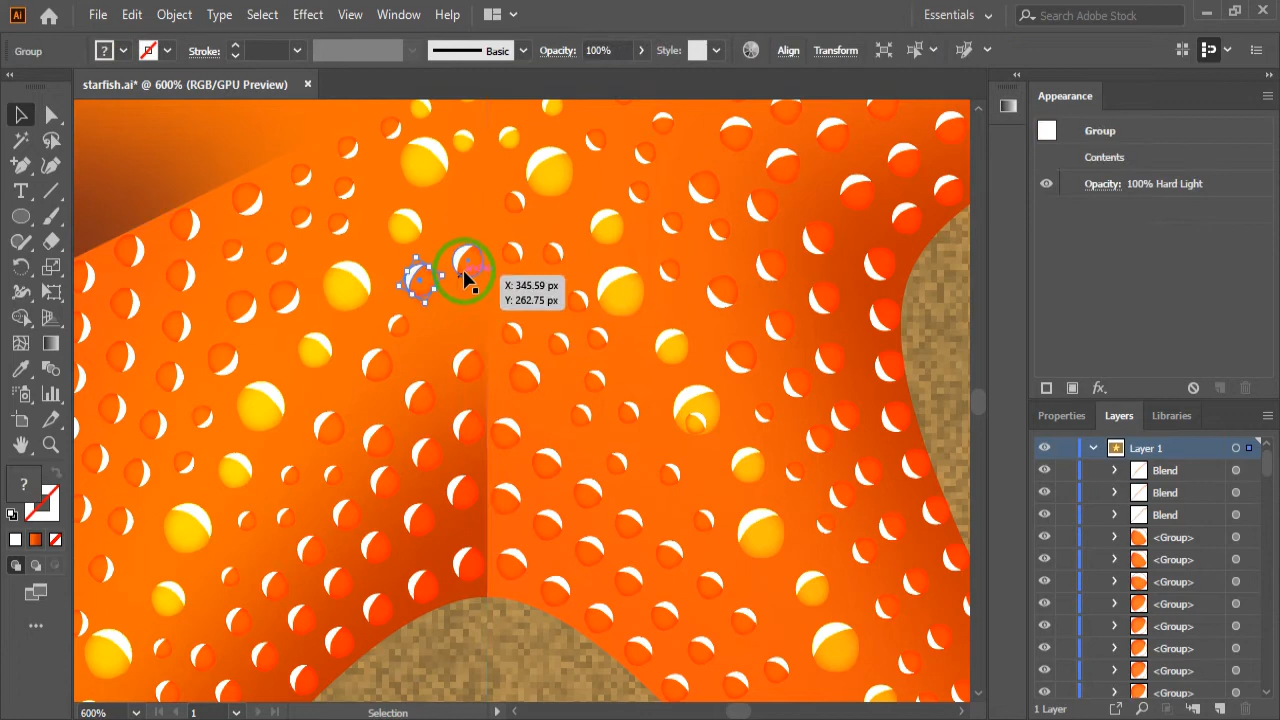 Ai File Edit Object Type Select Effect View Window Help Essentials Search Adobe Stock
Group ? Stroke: Basic Opacity: 100% Style: Align Transform
starfish.ai* @ 600% (RGB/GPU Preview) ×
Appearance
Group
Contents
Opacity: 100% Hard Light
X: 345.59 px
Y: 262.75 px
fx.
Properties Layers Libraries
Layer 1
Blend
Blend
Blend
<Group>
<Group>
<Group>
<Group>
<Group>
<Group>
<Group>
<Group>
?
1 Layer
600% 1 Selection